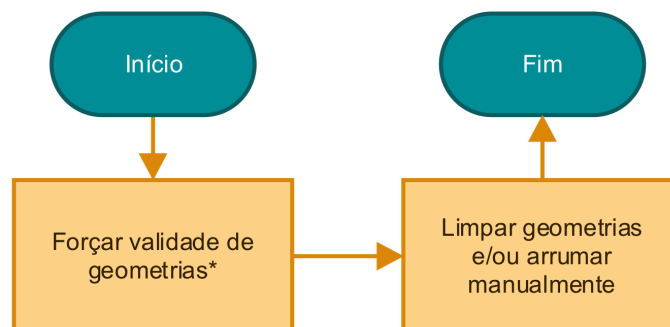 Início
Forçar validade de
geometrias*
Limpar geometrias
e/ou arrumar
manualmente
Fim